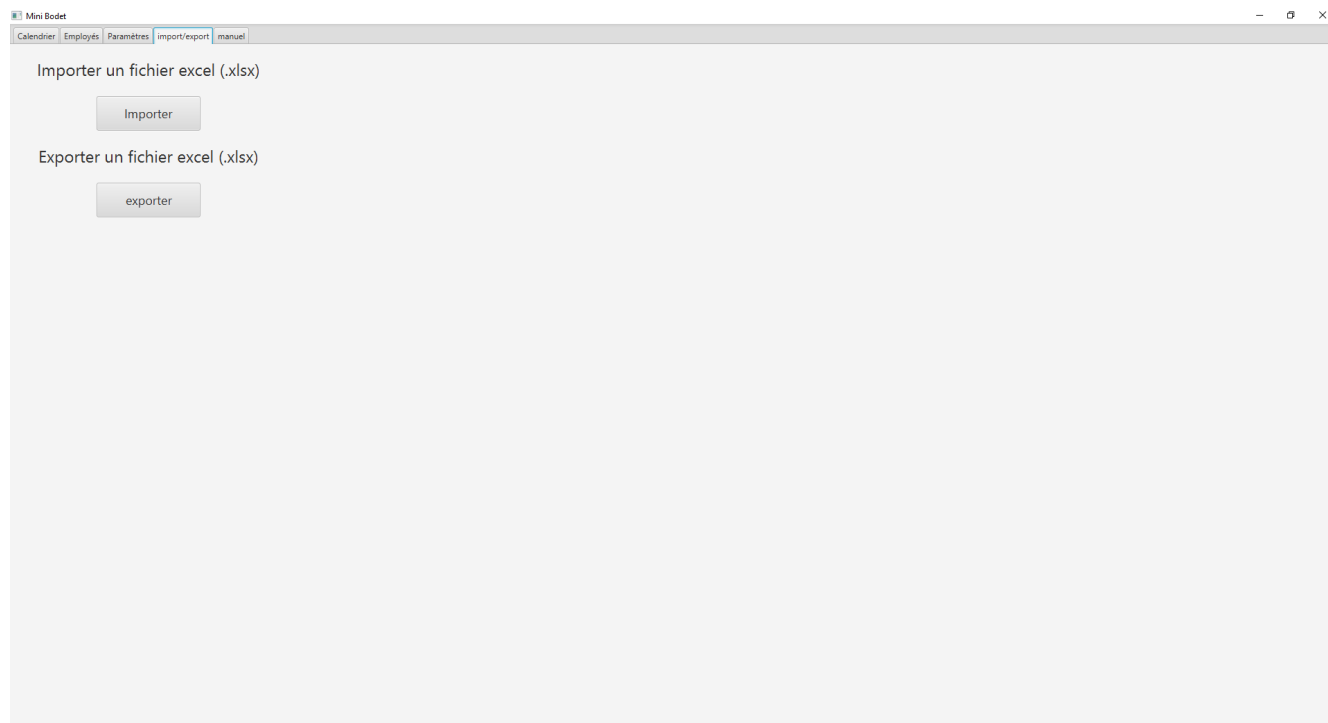 Mini Bodet
Calendrier Employés Paramètres import/export manuel
Importer un fichier excel (.xlsx)
Importer
Exporter un fichier excel (.xlsx)
exporter